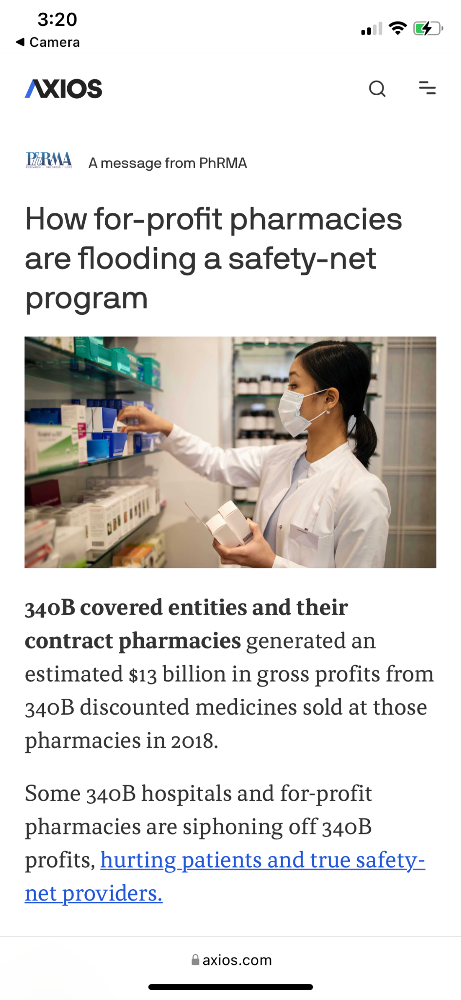 3:20
Camera
AXIOS
PhRMA
RESEARCH • PROGRESS • HOPE
A message from PhRMA
How for-profit pharmacies
are flooding a safety-net
program
340B covered entities and their
contract pharmacies generated an
estimated $13 billion in gross profits from
340B discounted medicines sold at those
pharmacies in 2018.
Some 340B hospitals and for-profit
pharmacies are siphoning off 340B
profits, hurting patients and true safety-
net providers.
axios.com